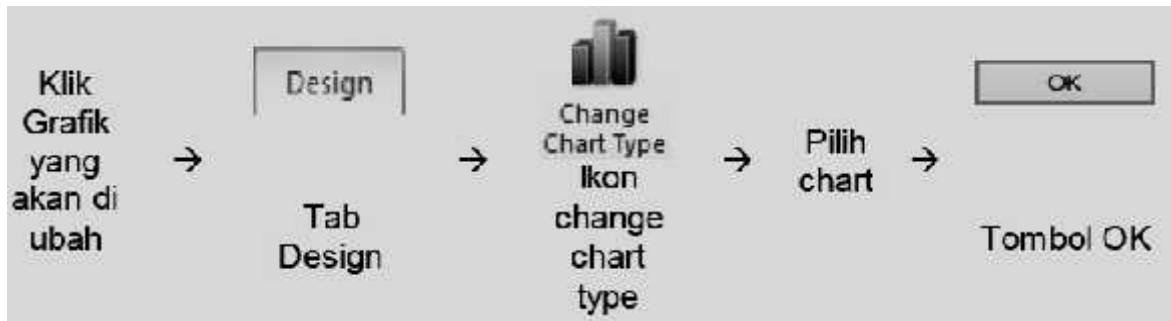 Klik
Grafik
yang
akan di
ubah
→
Design
Tab
Design
→
Change
Chart Type
Ikon
change
chart
type
→
Pilih
chart
→
OK
Tombol OK